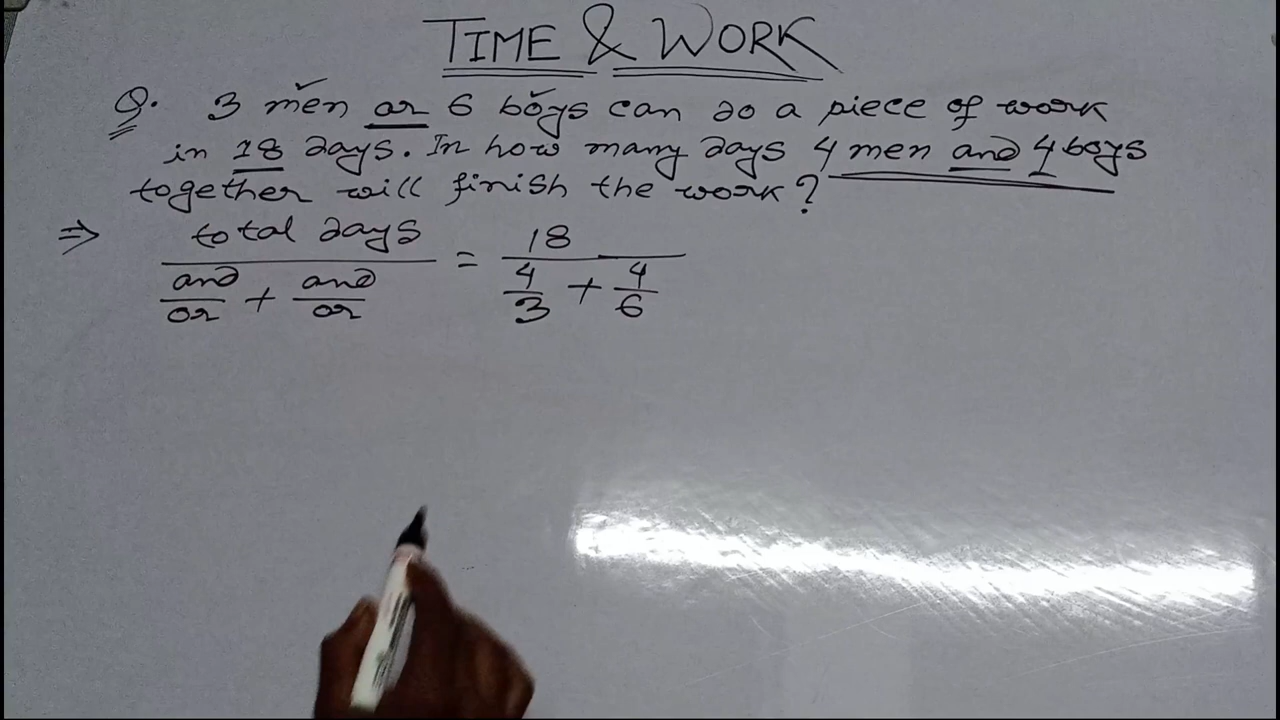 TIME & WORK
Q. 3 men or 6 boys can do a piece of work
in 18 days. In how many days 4 men and 4 boys
together will finish the work?
⇒ total days / (and/or + and/or) = 18 / (4/3 + 4/6)